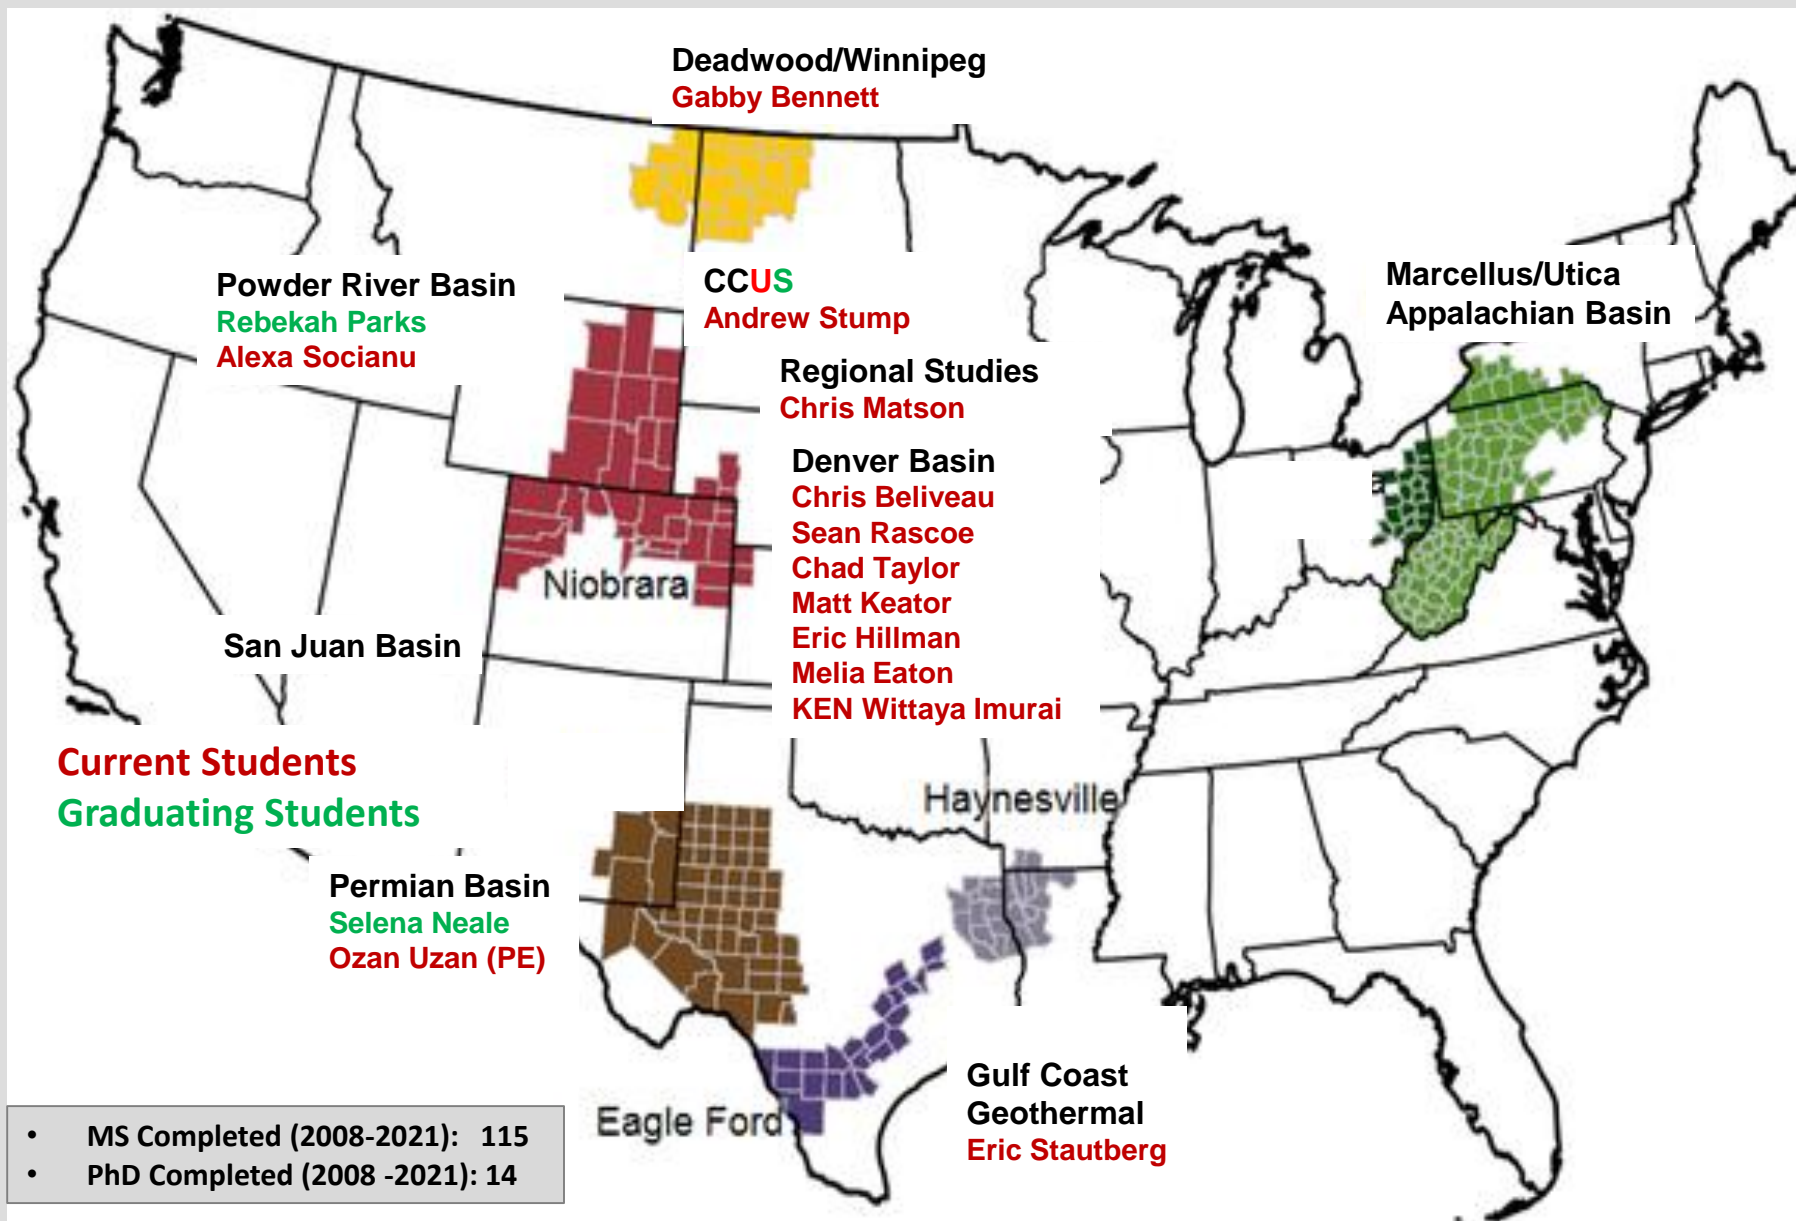 Deadwood/Winnipeg
Gabby Bennett
Powder River Basin
Rebekah Parks
Alexa Socianu
CCUS
Andrew Stump
Marcellus/Utica
Appalachian Basin
Regional Studies
Chris Matson
Denver Basin
Chris Beliveau
Sean Rascoe
Chad Taylor
Matt Keator
Eric Hillman
Melia Eaton
KEN Wittaya Imurai
Niobrara
San Juan Basin
Current Students
Graduating Students
Haynesville
Permian Basin
Selena Neale
Ozan Uzan (PE)
Eagle Ford
Gulf Coast
Geothermal
Eric Stautberg
• MS Completed (2008-2021): 115
• PhD Completed (2008 -2021): 14